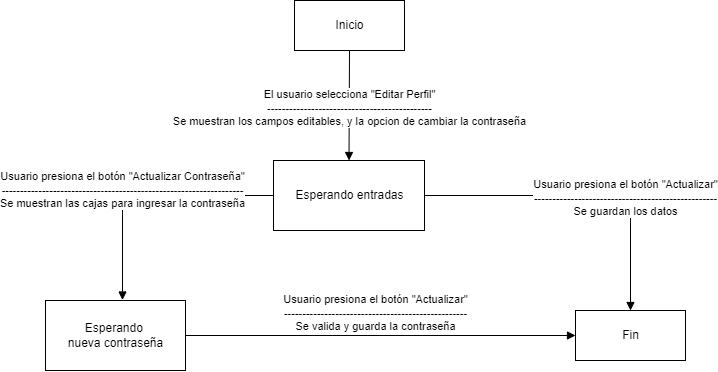 Inicio
El usuario selecciona "Editar Perfil"
Se muestran los campos editables, y la opcion de cambiar la contraseña
Usuario presiona el botón "Actualizar Contraseña"
Se muestran las cajas para ingresar la contraseña
Esperando entradas
Usuario presiona el botón "Actualizar"
Se guardan los datos
Usuario presiona el botón "Actualizar"
Se valida y guarda la contraseña
Esperando
nueva contraseña
Fin